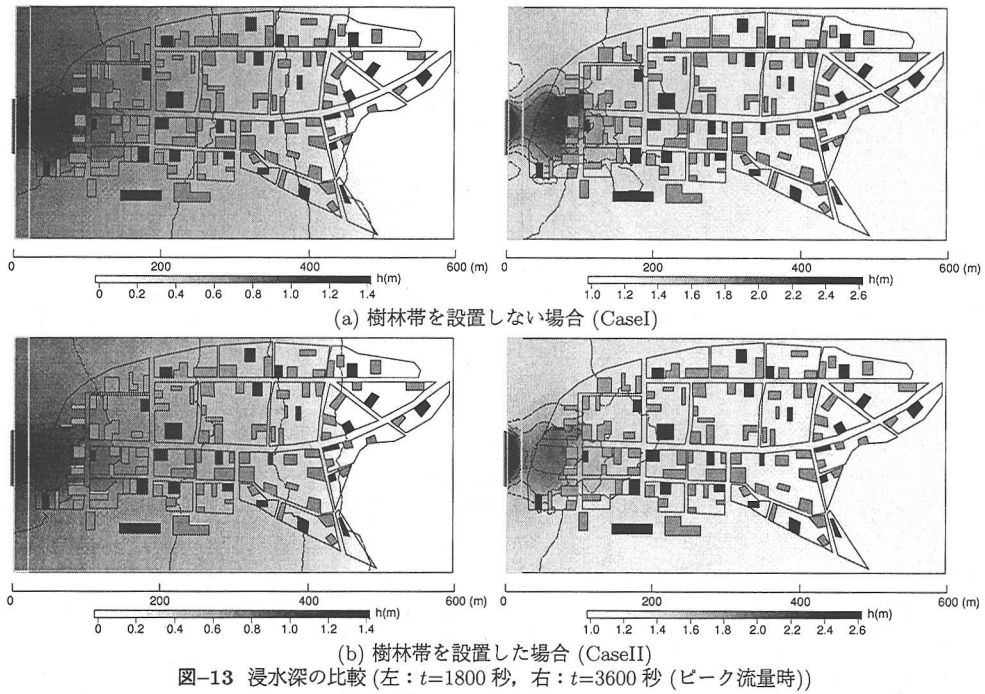 0 200 400 600 (m) 0 200 400 600 (m)
h(m) h(m)
0 0.2 0.4 0.6 0.8 1.0 1.2 1.4 1.0 1.2 1.4 1.6 1.8 2.0 2.2 2.4 2.6
(a) 樹林帯を設置しない場合 (CaseI)
0 200 400 600 (m) 0 200 400 600 (m)
h(m) h(m)
0 0.2 0.4 0.6 0.8 1.0 1.2 1.4 1.0 1.2 1.4 1.6 1.8 2.0 2.2 2.4 2.6
(b) 樹林帯を設置した場合 (CaseII)
図–13 浸水深の比較 (左：t=1800 秒，右：t=3600 秒 (ピーク流量時))